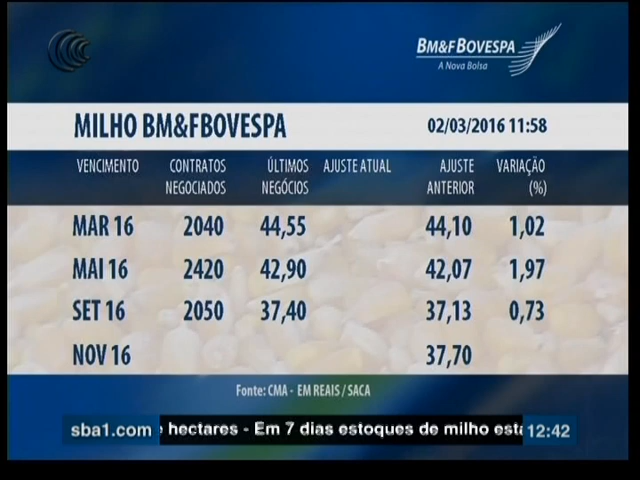 BM&FBOVESPA
A Nova Bolsa
MILHO BM&FBOVESPA 02/03/2016 11:58
VENCIMENTO CONTRATOS NEGOCIADOS ÚLTIMOS NEGÓCIOS AJUSTE ATUAL AJUSTE ANTERIOR VARIAÇÃO (%)
MAR 16 2040 44,55 44,10 1,02
MAI 16 2420 42,90 42,07 1,97
SET 16 2050 37,40 37,13 0,73
NOV 16 37,70
Fonte: CMA - EM REAIS / SACA
sba1.com hectares - Em 7 dias estoques de milho 12:42